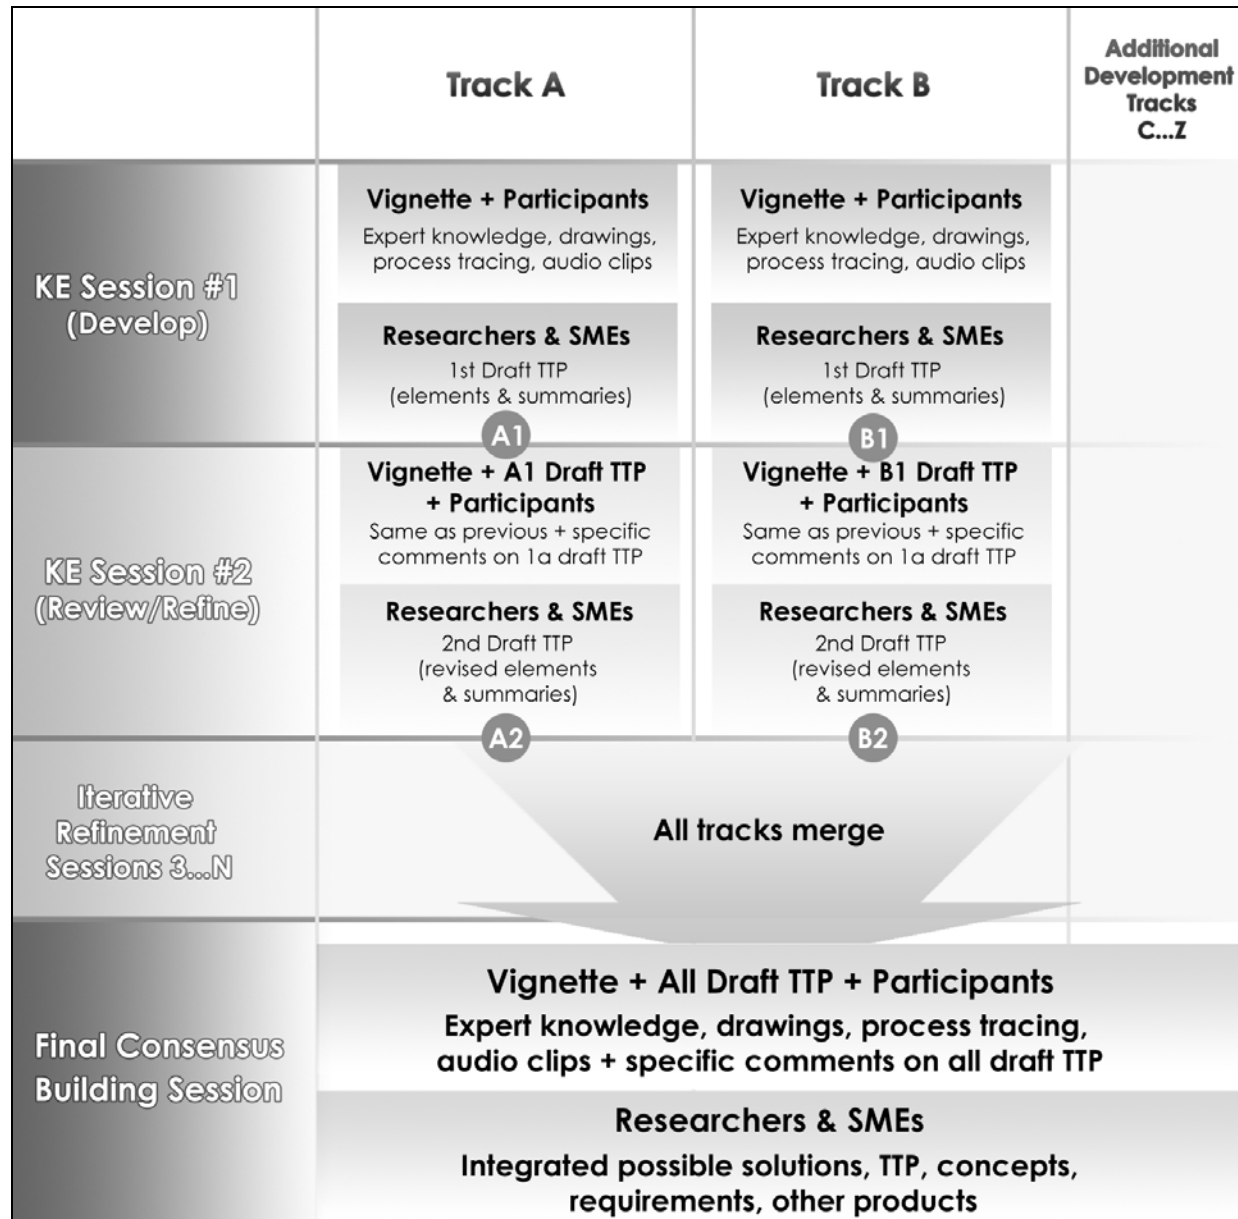 Track A
Track B
Additional
Development
Tracks
C...Z
KE Session #1
(Develop)
Vignette + Participants
Expert knowledge, drawings,
process tracing, audio clips
Researchers & SMEs
1st Draft TTP
(elements & summaries)
A1
Vignette + Participants
Expert knowledge, drawings,
process tracing, audio clips
Researchers & SMEs
1st Draft TTP
(elements & summaries)
B1
KE Session #2
(Review/Refine)
Vignette + A1 Draft TTP
+ Participants
Same as previous + specific
comments on 1a draft TTP
Researchers & SMEs
2nd Draft TTP
(revised elements
& summaries)
A2
Vignette + B1 Draft TTP
+ Participants
Same as previous + specific
comments on 1a draft TTP
Researchers & SMEs
2nd Draft TTP
(revised elements
& summaries)
B2
Iterative
Refinement
Sessions 3...N
All tracks merge
Final Consensus
Building Session
Vignette + All Draft TTP + Participants
Expert knowledge, drawings, process tracing,
audio clips + specific comments on all draft TTP
Researchers & SMEs
Integrated possible solutions, TTP, concepts,
requirements, other products